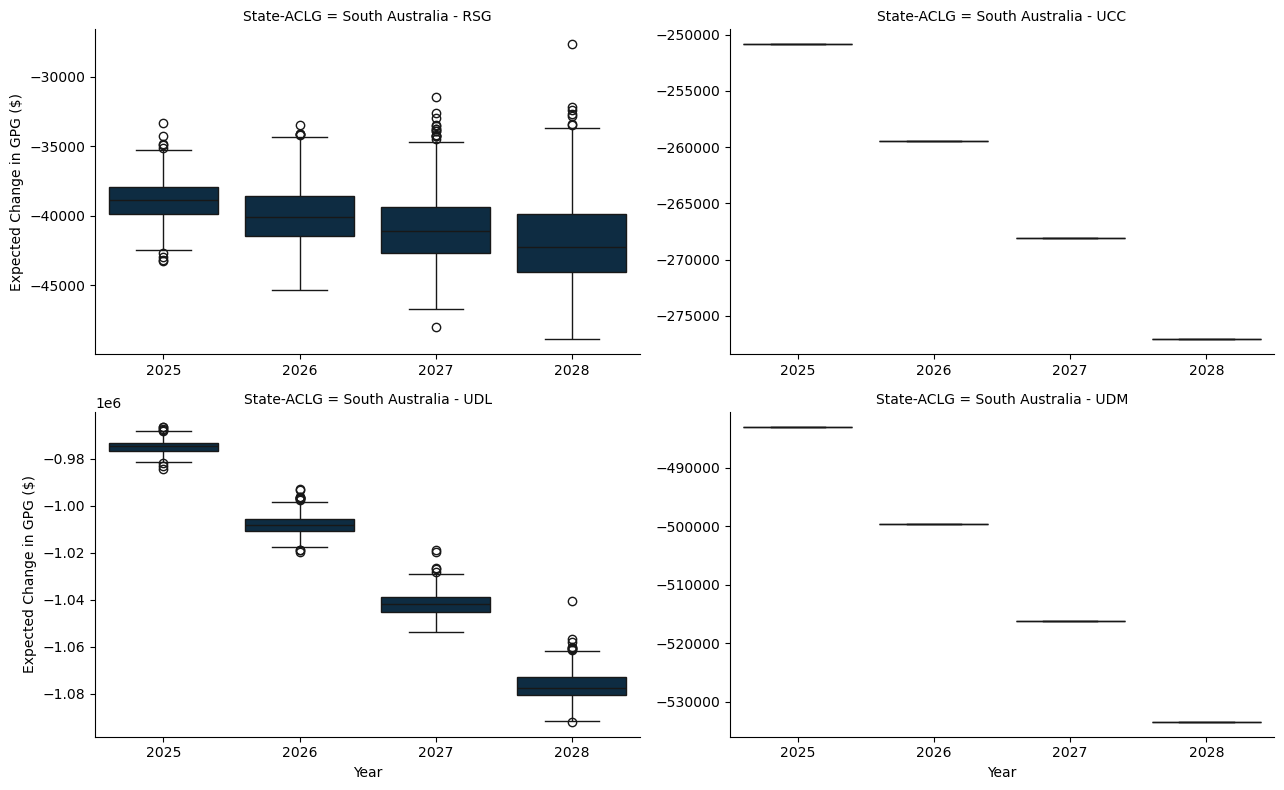 State-ACLG = South Australia - RSG
Expected Change in GPG ($)
−30000
−35000
−40000
−45000
2025 2026 2027 2028
State-ACLG = South Australia - UCC
−250000
−255000
−260000
−265000
−270000
−275000
2025 2026 2027 2028
State-ACLG = South Australia - UDL
1e6
Expected Change in GPG ($)
−0.98
−1.00
−1.02
−1.04
−1.06
−1.08
2025 2026 2027 2028
Year
State-ACLG = South Australia - UDM
−490000
−500000
−510000
−520000
−530000
2025 2026 2027 2028
Year